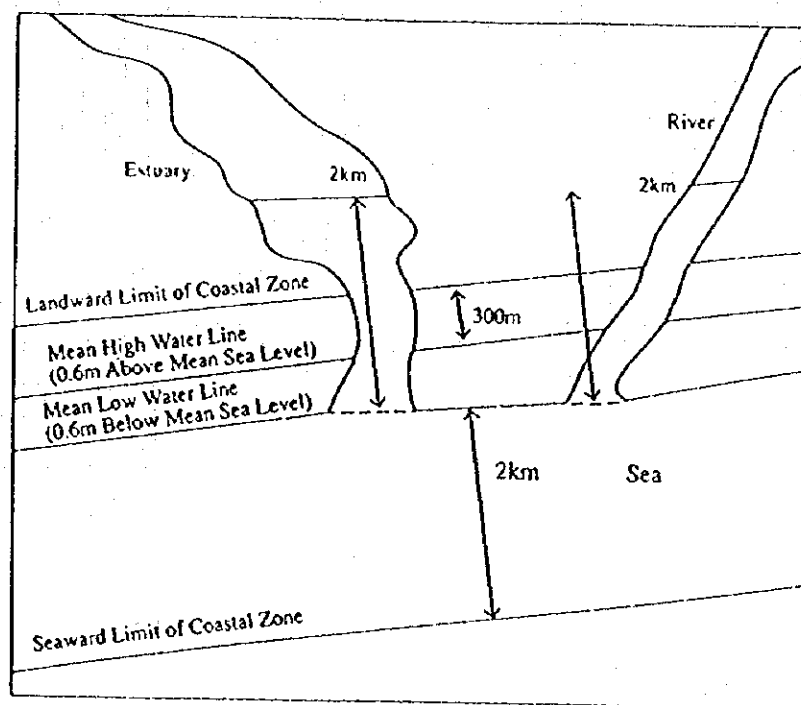 River
Estuary
2km
2km
Landward Limit of Coastal Zone
300m
Mean High Water Line
(0.6m Above Mean Sea Level)
Mean Low Water Line
(0.6m Below Mean Sea Level)
2km
Sea
Seaward Limit of Coastal Zone